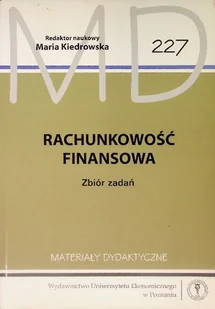 MD
Redaktor naukowy
Maria Kiedrowska
227
RACHUNKOWOŚĆ
FINANSOWA
Zbiór zadań
MATERIAŁY DYDAKTYCZNE
Wydawnictwo Uniwersytetu Ekonomicznego
w Poznaniu